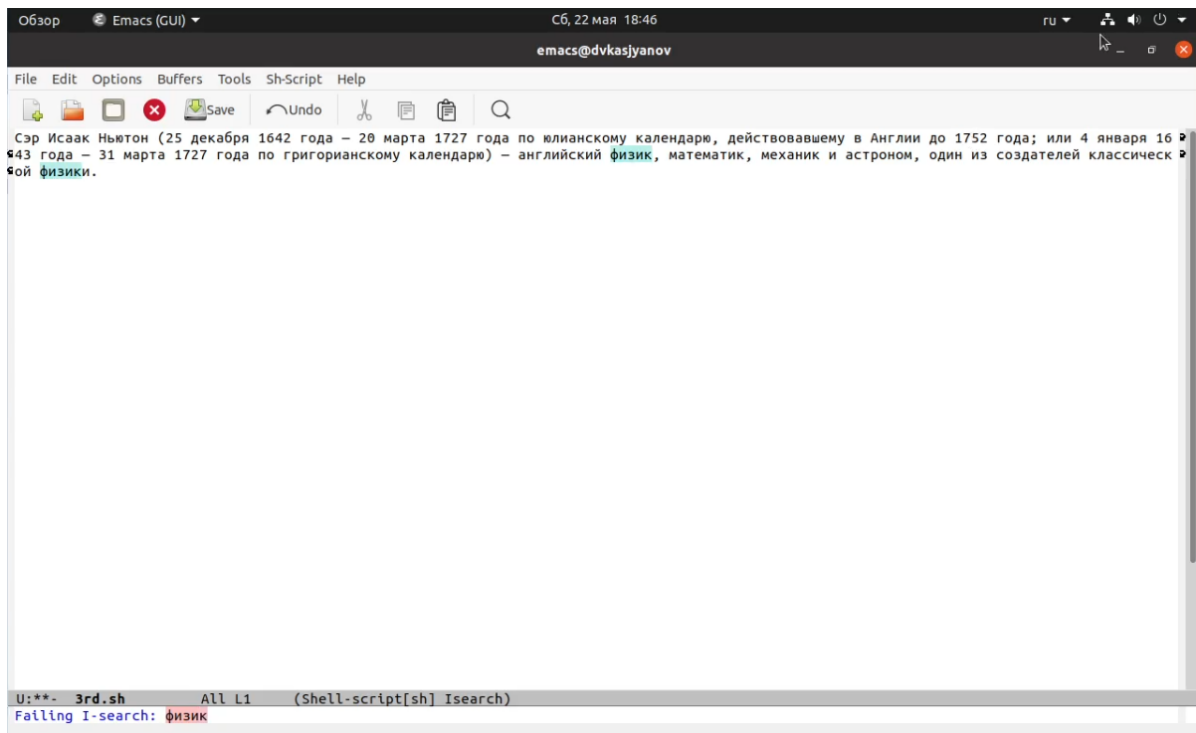 Обзор Emacs (GUI) Сб, 22 мая 18:46 ru
emacs@dvkasjyanov
File Edit Options Buffers Tools Sh-Script Help
Save Undo
Сэр Исаак Ньютон (25 декабря 1642 года – 20 марта 1727 года по юлианскому календарю, действовавшему в Англии до 1752 года; или 4 января 16
43 года – 31 марта 1727 года по григорианскому календарю) – английский физик, математик, механик и астроном, один из создателей классическ
ой физики.
U:**- 3rd.sh All L1 (Shell-script[sh] Isearch)
Failing I-search: физик